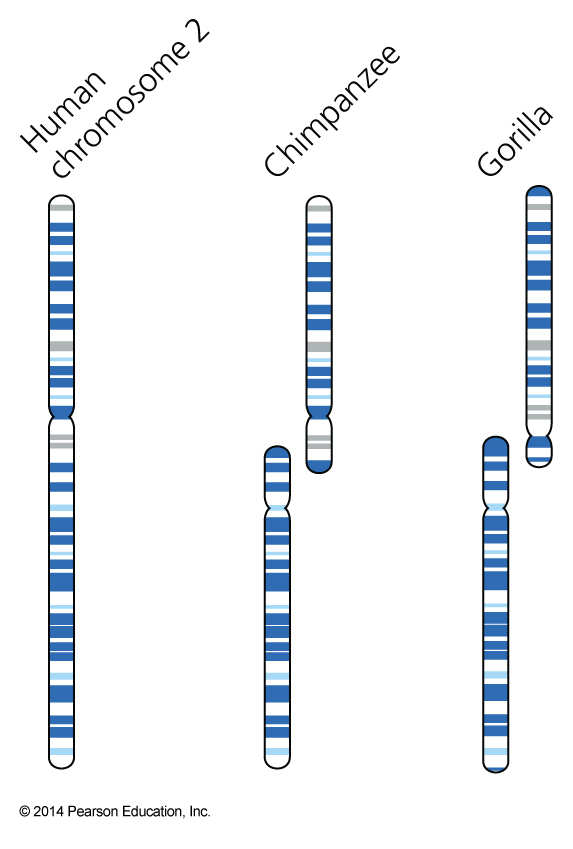 Human
chromosome 2
Chimpanzee
Gorilla
© 2014 Pearson Education, Inc.